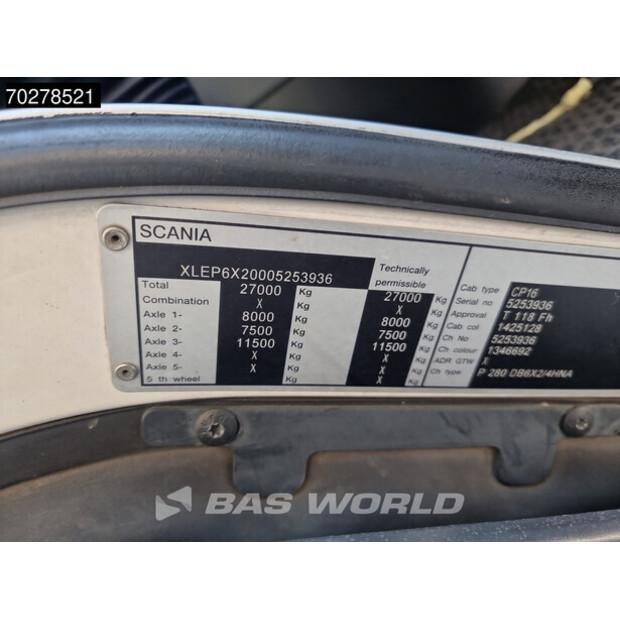 70278521
SCANIA
XLEP6X20005253936
Technically
permissible
Total 27000 Kg 27000 Kg
Combination X Kg X Kg
Axle 1- 8000 Kg 8000 Kg
Axle 2- 7500 Kg 7500 Kg
Axle 3- 11500 Kg 11500 Kg
Axle 4- X Kg X Kg
Axle 5- X Kg X Kg
5 th wheel X Kg X Kg
Cab type CP16
Serial no 5253936
Approval T 118 Fh
Cab col 1425128
Ch No 5253936
Ch colour 1346692
ADR GTW X
P 280 DB6X2/4HNA
BAS WORLD